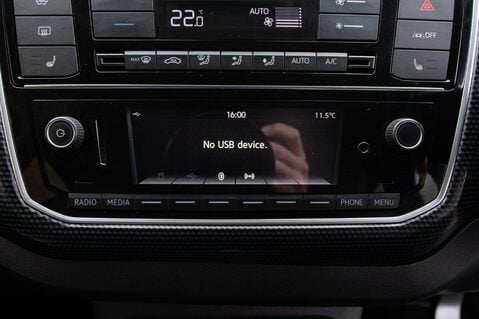 22.0 °C AUTO
MAX AUTO A/C OFF
16:00 11.5°C
No USB device.
RADIO MEDIA PHONE MENU